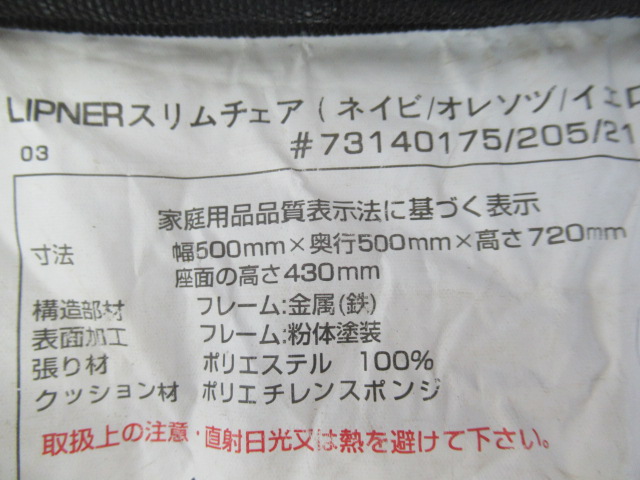 LIPNERスリムチェア(ネイビ/オレソヅ/イエロ
03
#73140175/205/21
家庭用品品質表示法に基づく表示
寸法 幅500mm×奥行500mm×高さ720mm
座面の高さ430mm
構造部材 フレーム:金属(鉄)
表面加工 フレーム:粉体塗装
張り材 ポリエステル 100%
クッション材 ポリエチレンスポンジ
取扱上の注意・直射日光又は熱を避けて下さい。